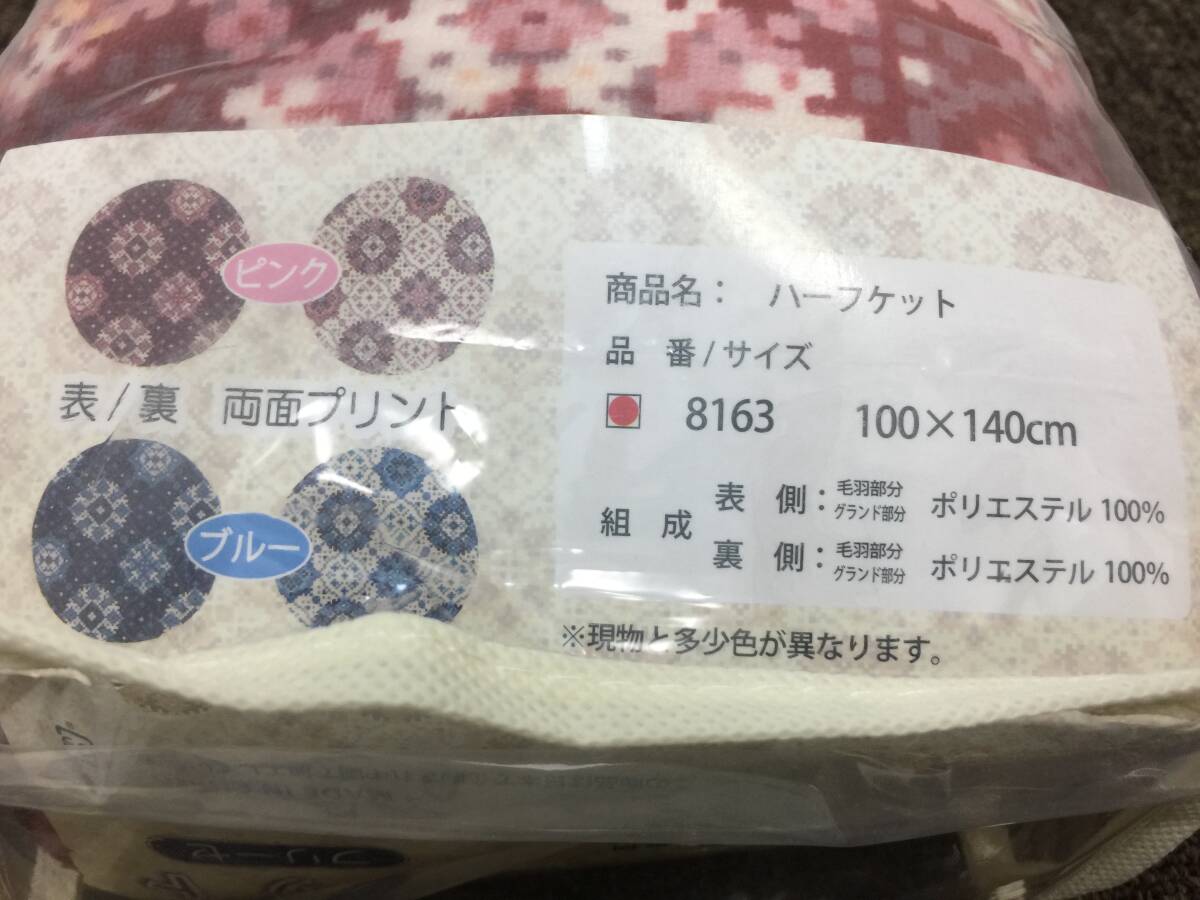 ピンク
表/裏 両面プリント
ブルー
商品名: ハーフケット
品 番/サイズ
8163 100×140cm
組 成
表 側: 毛羽部分 グランド部分 ポリエステル 100%
裏 側: 毛羽部分 グランド部分 ポリエステル 100%
※現物と多少色が異なります。